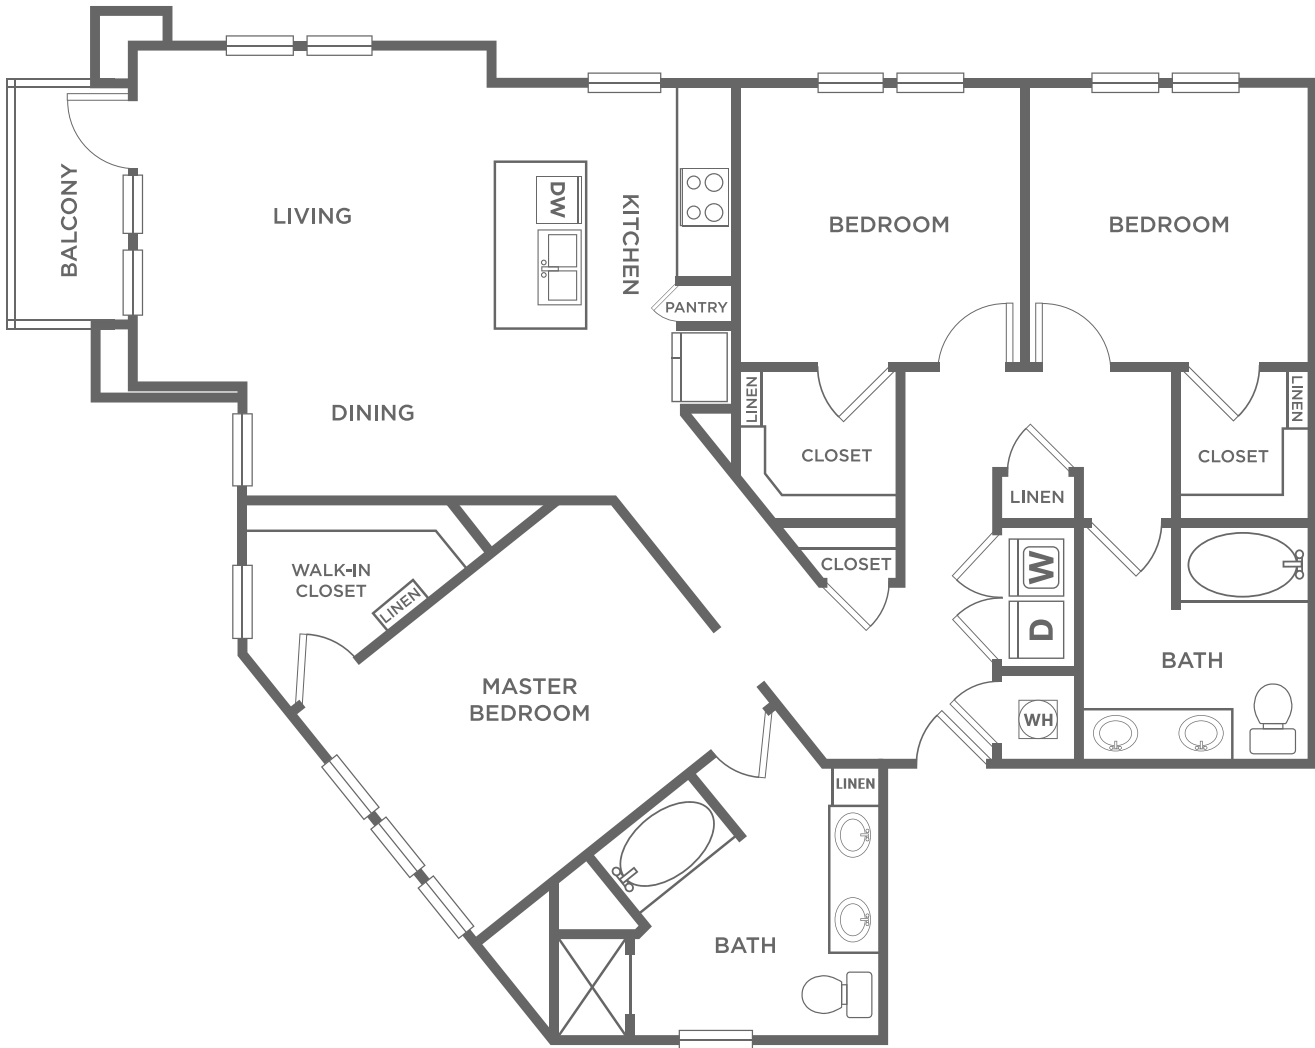 BALCONY
LIVING
DW
KITCHEN
PANTRY
BEDROOM
BEDROOM
DINING
LINEN
CLOSET
LINEN
CLOSET
LINEN
WALK-IN
CLOSET
LINEN
CLOSET
W
D
MASTER
BEDROOM
BATH
WH
LINEN
BATH